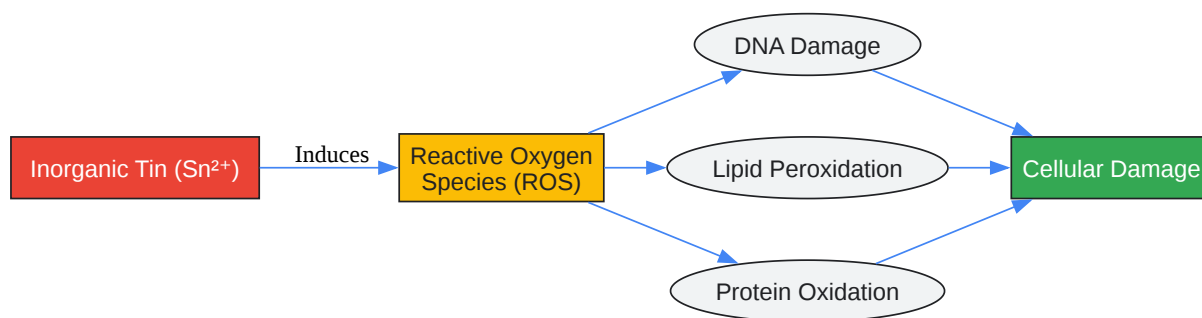 Inorganic Tin (Sn²⁺)
Induces
Reactive Oxygen
Species (ROS)
DNA Damage
Lipid Peroxidation
Protein Oxidation
Cellular Damage